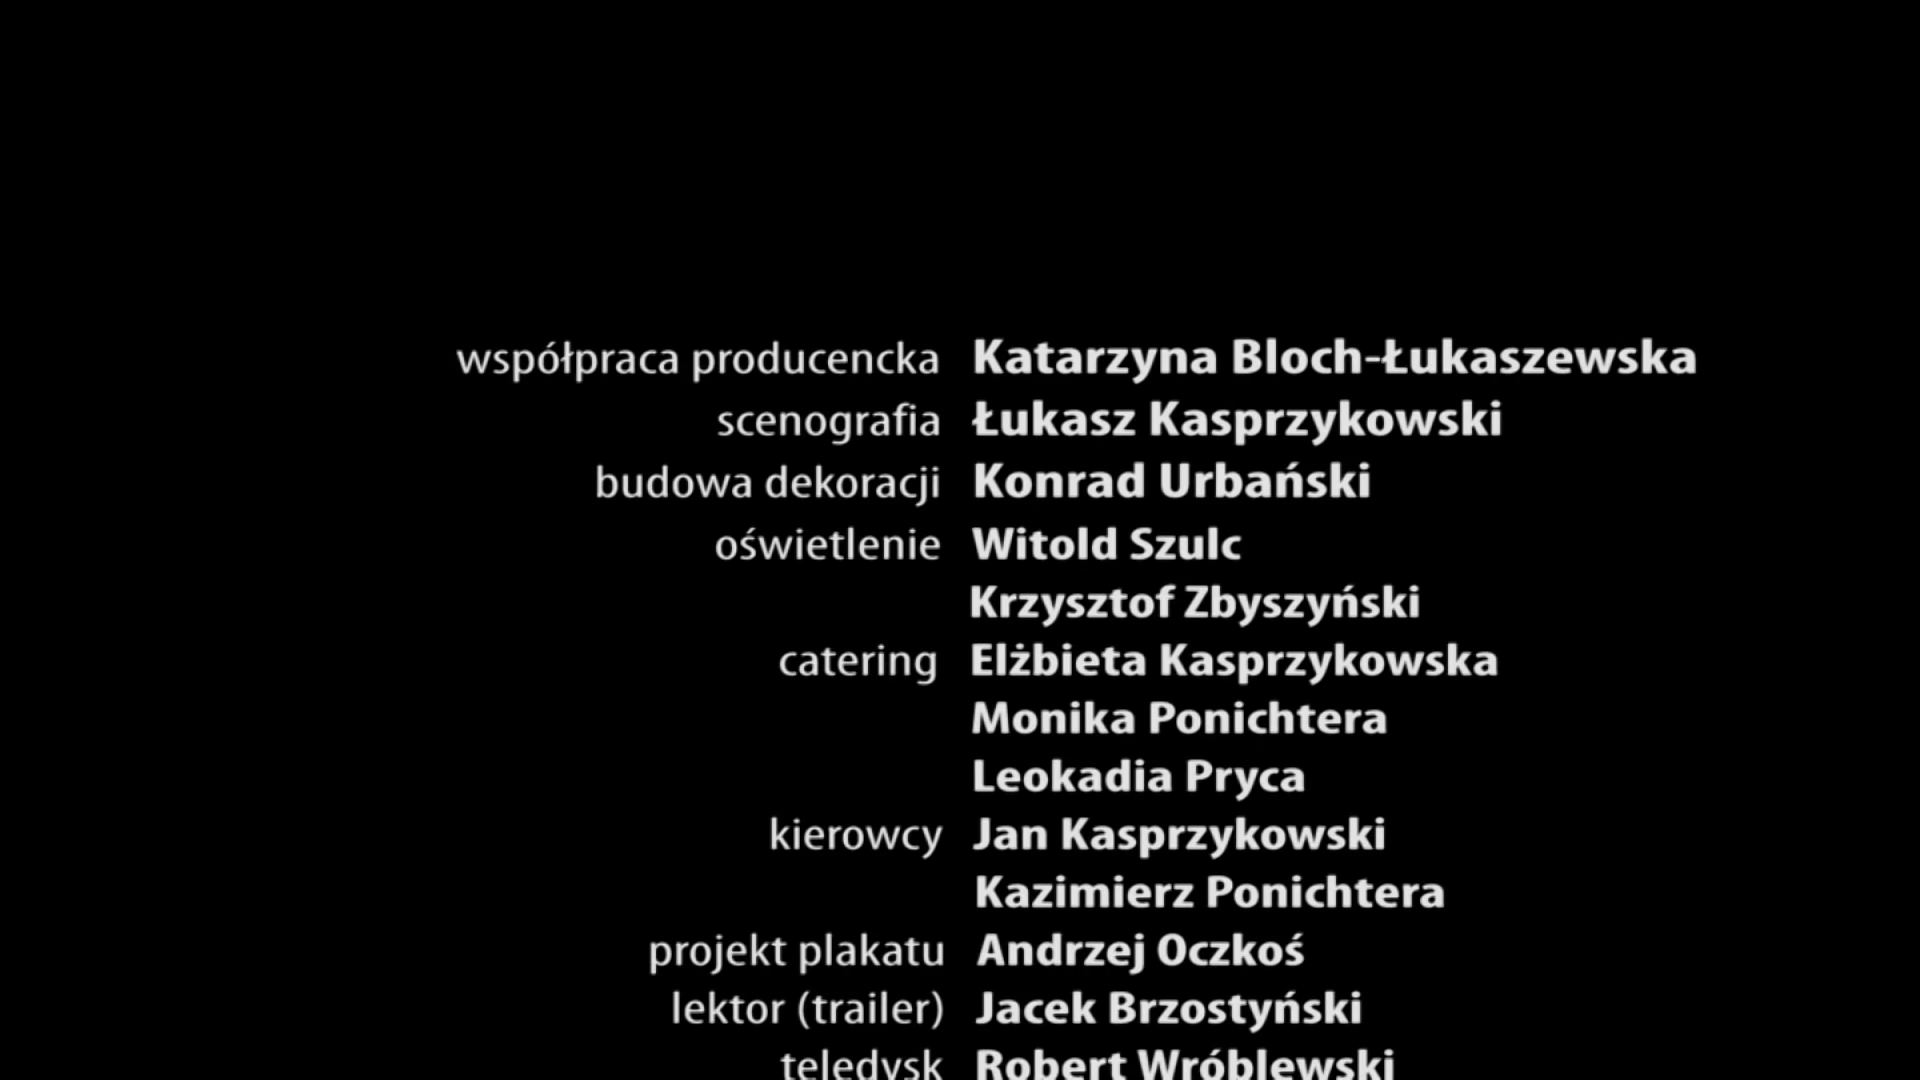 współpraca producencka Katarzyna Bloch-Łukaszewska
scenografia Łukasz Kasprzykowski
budowa dekoracji Konrad Urbański
oświetlenie Witold Szulc
Krzysztof Zbyszyński
catering Elżbieta Kasprzykowska
Monika Ponichtera
Leokadia Pryca
kierowcy Jan Kasprzykowski
Kazimierz Ponichtera
projekt plakatu Andrzej Oczkoś
lektor (trailer) Jacek Brzostyński
teledysk Robert Wróblewski